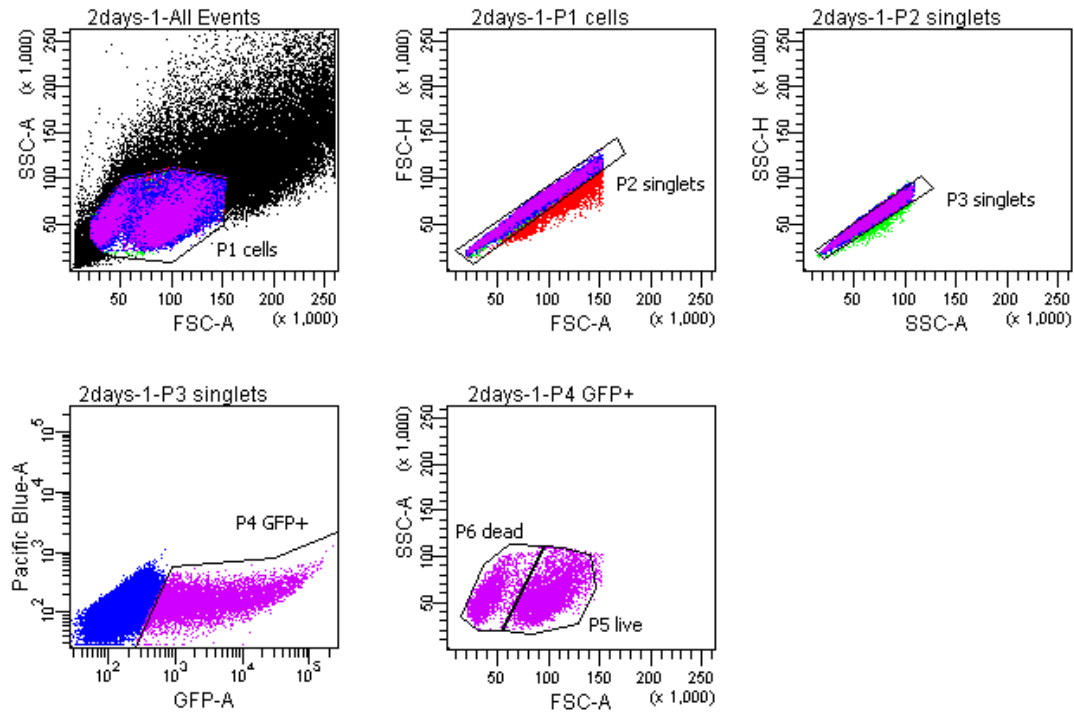 2days-1-All Events
SSC-A (x 1,000)
250
200
150
100
50
P1 cells
50 100 150 200 250
FSC-A (x 1,000)
2days-1-P1 cells
FSC-H (x 1,000)
250
200
150
100
50
P2 singlets
50 100 150 200 250
FSC-A (x 1,000)
2days-1-P2 singlets
SSC-H (x 1,000)
250
200
150
100
50
P3 singlets
50 100 150 200 250
SSC-A (x 1,000)
2days-1-P3 singlets
Pacific Blue-A
10^5
10^4
10^3
10^2
P4 GFP+
10^2 10^3 10^4 10^5
GFP-A
2days-1-P4 GFP+
SSC-A (x 1,000)
250
200
150
100
50
P6 dead
P5 live
50 100 150 200 250
FSC-A (x 1,000)